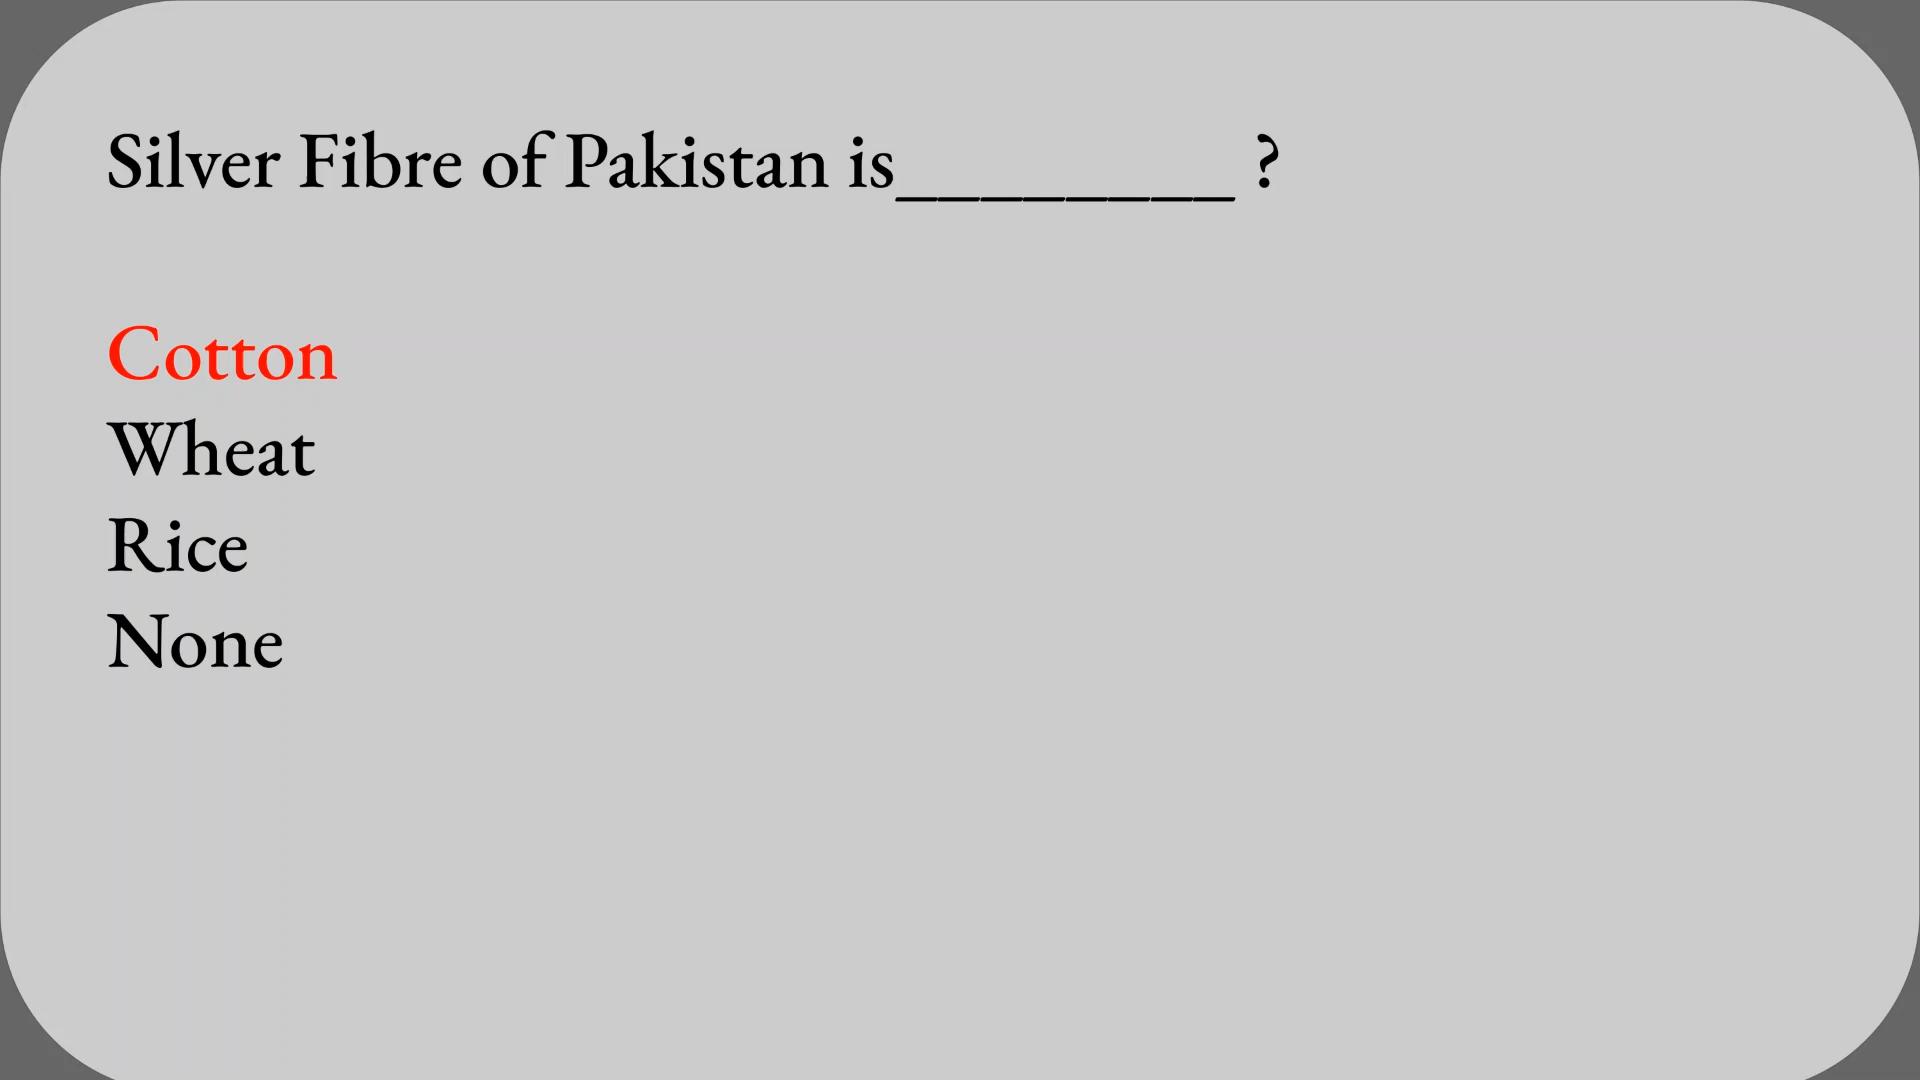 Silver Fibre of Pakistan is________ ?
Cotton
Wheat
Rice
None